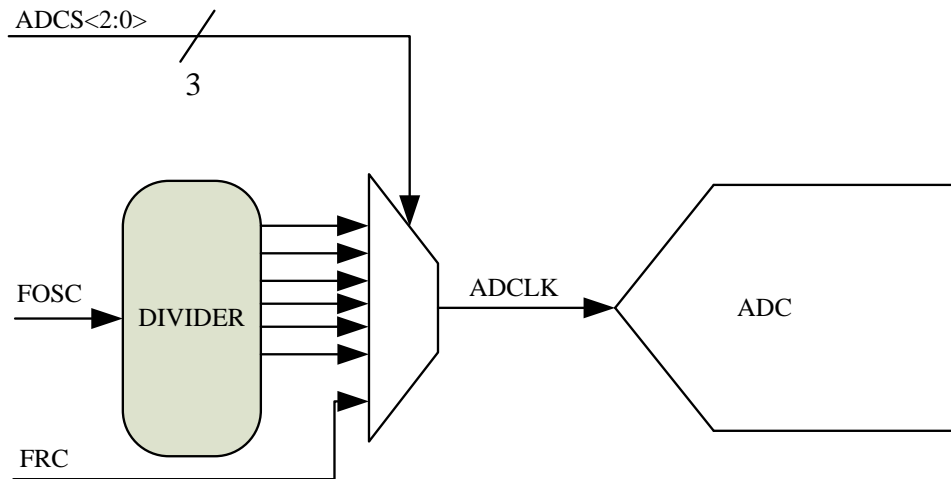 ADCS<2:0>
3
FOSC
DIVIDER
ADCLK
ADC
FRC